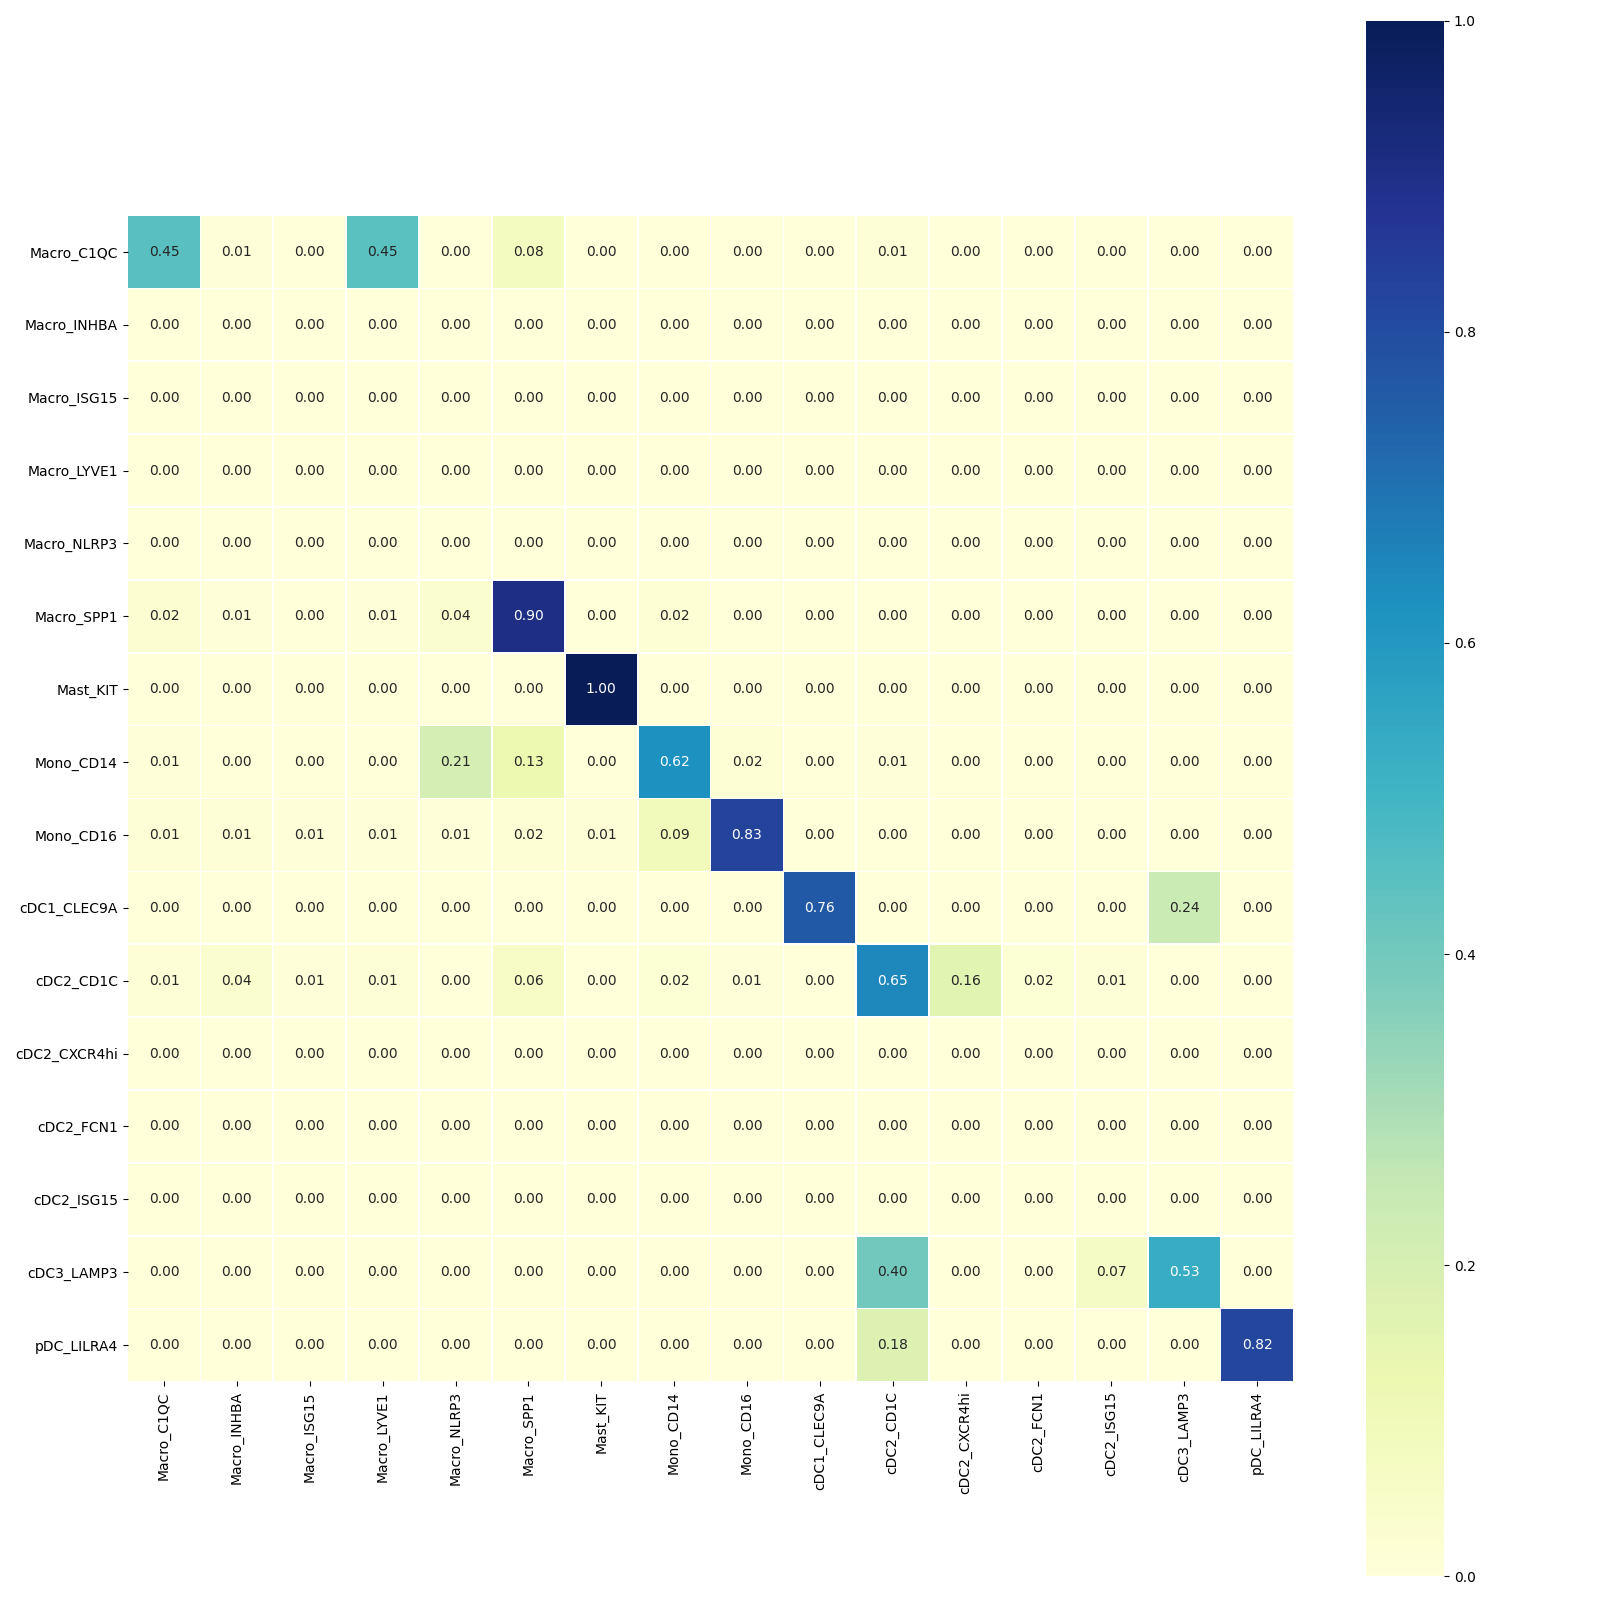 1.0
Macro_C1QC 0.45 0.01 0.00 0.45 0.00 0.08 0.00 0.00 0.00 0.00 0.01 0.00 0.00 0.00 0.00 0.00
Macro_INHBA 0.00 0.00 0.00 0.00 0.00 0.00 0.00 0.00 0.00 0.00 0.00 0.00 0.00 0.00 0.00 0.00
0.8
Macro_ISG15 0.00 0.00 0.00 0.00 0.00 0.00 0.00 0.00 0.00 0.00 0.00 0.00 0.00 0.00 0.00 0.00
Macro_LYVE1 0.00 0.00 0.00 0.00 0.00 0.00 0.00 0.00 0.00 0.00 0.00 0.00 0.00 0.00 0.00 0.00
Macro_NLRP3 0.00 0.00 0.00 0.00 0.00 0.00 0.00 0.00 0.00 0.00 0.00 0.00 0.00 0.00 0.00 0.00
Macro_SPP1 0.02 0.01 0.00 0.01 0.04 0.90 0.00 0.02 0.00 0.00 0.00 0.00 0.00 0.00 0.00 0.00
0.6
Mast_KIT 0.00 0.00 0.00 0.00 0.00 0.00 1.00 0.00 0.00 0.00 0.00 0.00 0.00 0.00 0.00 0.00
Mono_CD14 0.01 0.00 0.00 0.00 0.21 0.13 0.00 0.62 0.02 0.00 0.01 0.00 0.00 0.00 0.00 0.00
Mono_CD16 0.01 0.01 0.01 0.01 0.01 0.02 0.01 0.09 0.83 0.00 0.00 0.00 0.00 0.00 0.00 0.00
cDC1_CLEC9A 0.00 0.00 0.00 0.00 0.00 0.00 0.00 0.00 0.00 0.76 0.00 0.00 0.00 0.00 0.24 0.00
0.4
cDC2_CD1C 0.01 0.04 0.01 0.01 0.00 0.06 0.00 0.02 0.01 0.00 0.65 0.16 0.02 0.01 0.00 0.00
cDC2_CXCR4hi 0.00 0.00 0.00 0.00 0.00 0.00 0.00 0.00 0.00 0.00 0.00 0.00 0.00 0.00 0.00 0.00
cDC2_FCN1 0.00 0.00 0.00 0.00 0.00 0.00 0.00 0.00 0.00 0.00 0.00 0.00 0.00 0.00 0.00 0.00
cDC2_ISG15 0.00 0.00 0.00 0.00 0.00 0.00 0.00 0.00 0.00 0.00 0.00 0.00 0.00 0.00 0.00 0.00
0.2
cDC3_LAMP3 0.00 0.00 0.00 0.00 0.00 0.00 0.00 0.00 0.00 0.00 0.40 0.00 0.00 0.07 0.53 0.00
pDC_LILRA4 0.00 0.00 0.00 0.00 0.00 0.00 0.00 0.00 0.00 0.00 0.18 0.00 0.00 0.00 0.00 0.82
Macro_C1QC
Macro_INHBA
Macro_ISG15
Macro_LYVE1
Macro_NLRP3
Macro_SPP1
Mast_KIT
Mono_CD14
Mono_CD16
cDC1_CLEC9A
cDC2_CD1C
cDC2_CXCR4hi
cDC2_FCN1
cDC2_ISG15
cDC3_LAMP3
pDC_LILRA4
0.0